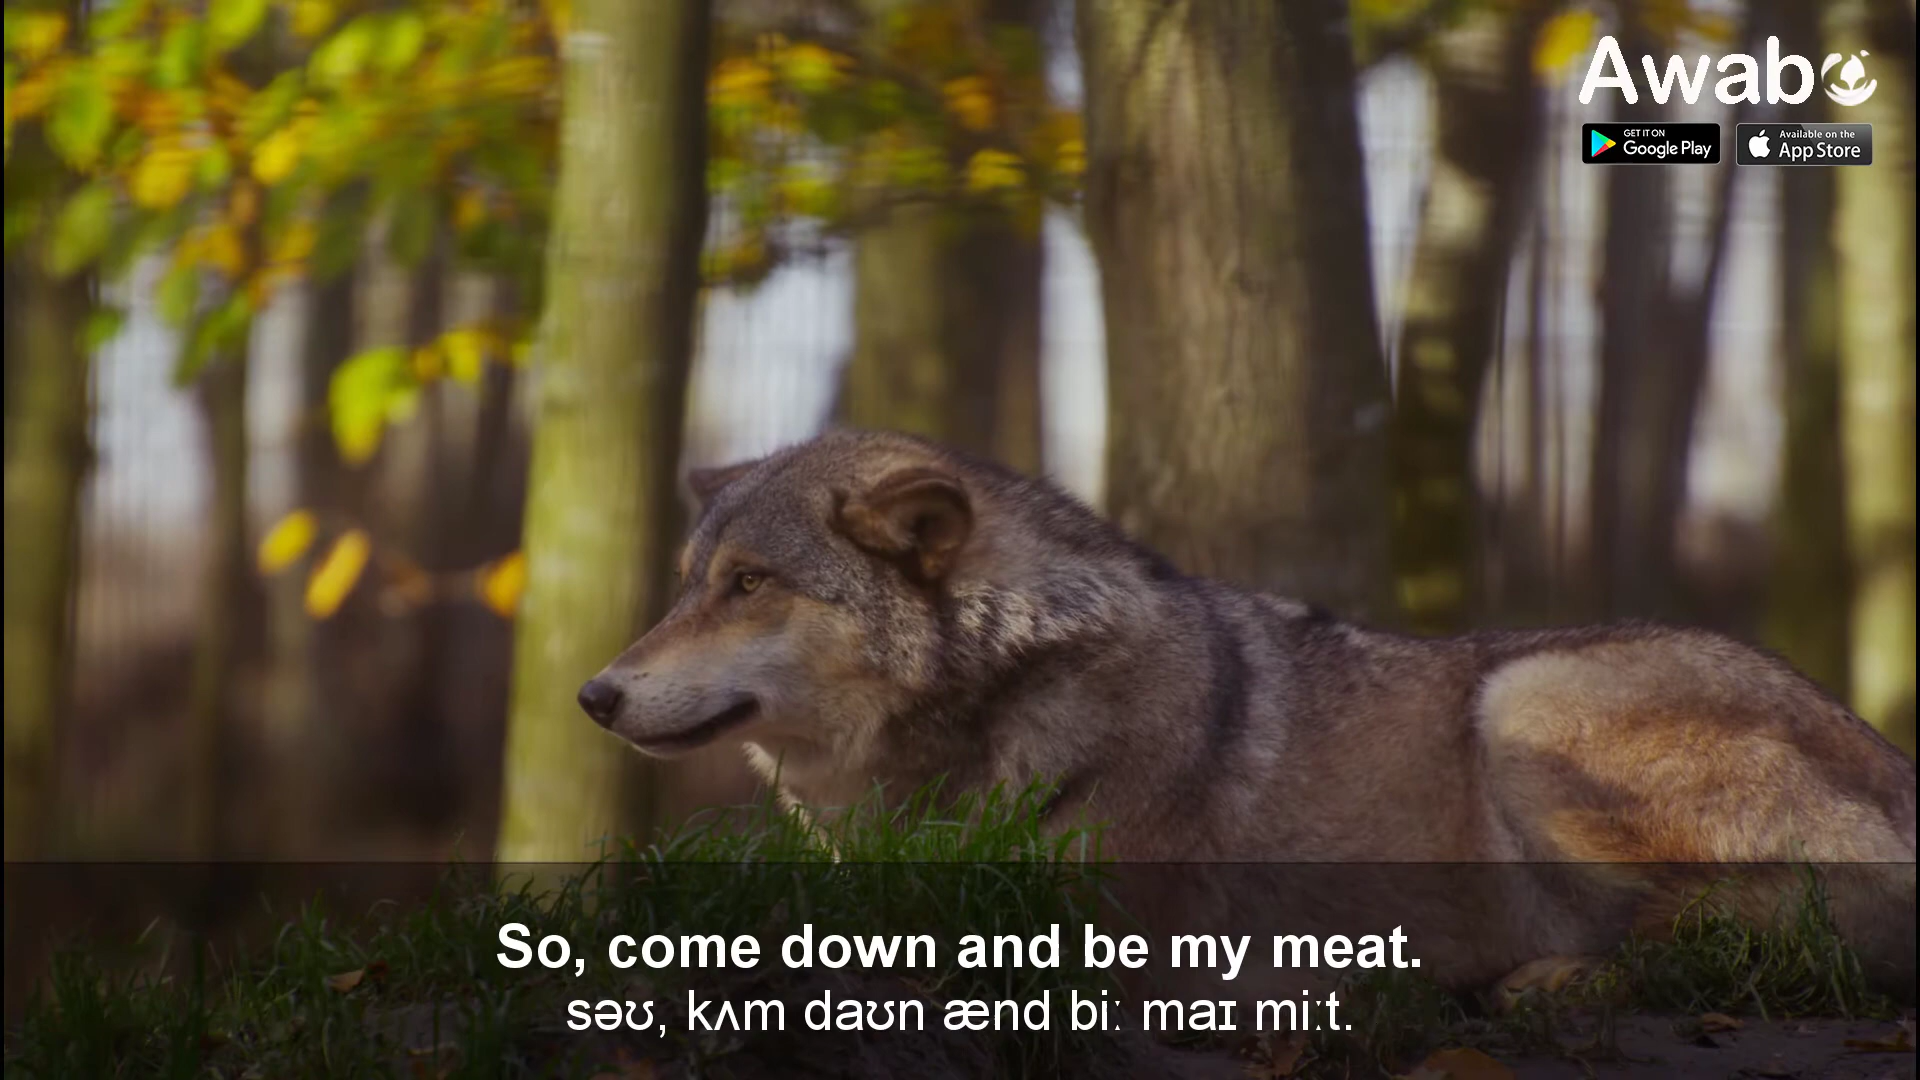 Awab
GET IT ON
Google Play
Available on the
App Store
So, come down and be my meat.
səʊ, kʌm daʊn ænd biː maɪ miːt.